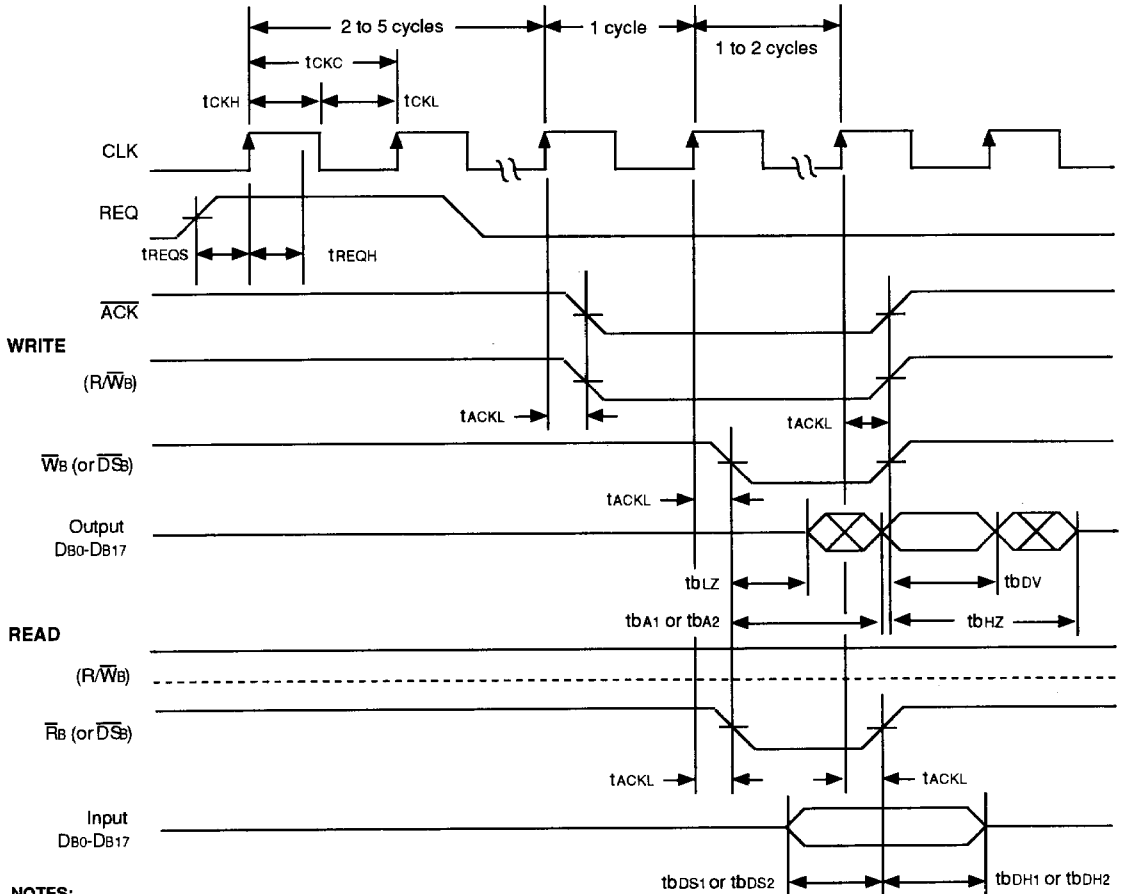 2 to 5 cycles
1 cycle
1 to 2 cycles
tCKC
tCKH
tCKL
CLK
REQ
tREQS
tREQH
ACK
WRITE
(R/WB)
tACKL
tACKL
WB (or DSB)
tACKL
Output
DB0-DB17
tbLZ
tbDV
tbA1 or tbA2
tbHZ
READ
(R/WB)
RB (or DSB)
tACKL
tACKL
Input
DB0-DB17
tbDS1 or tbDS2
tbDH1 or tbDH2
NOTES: